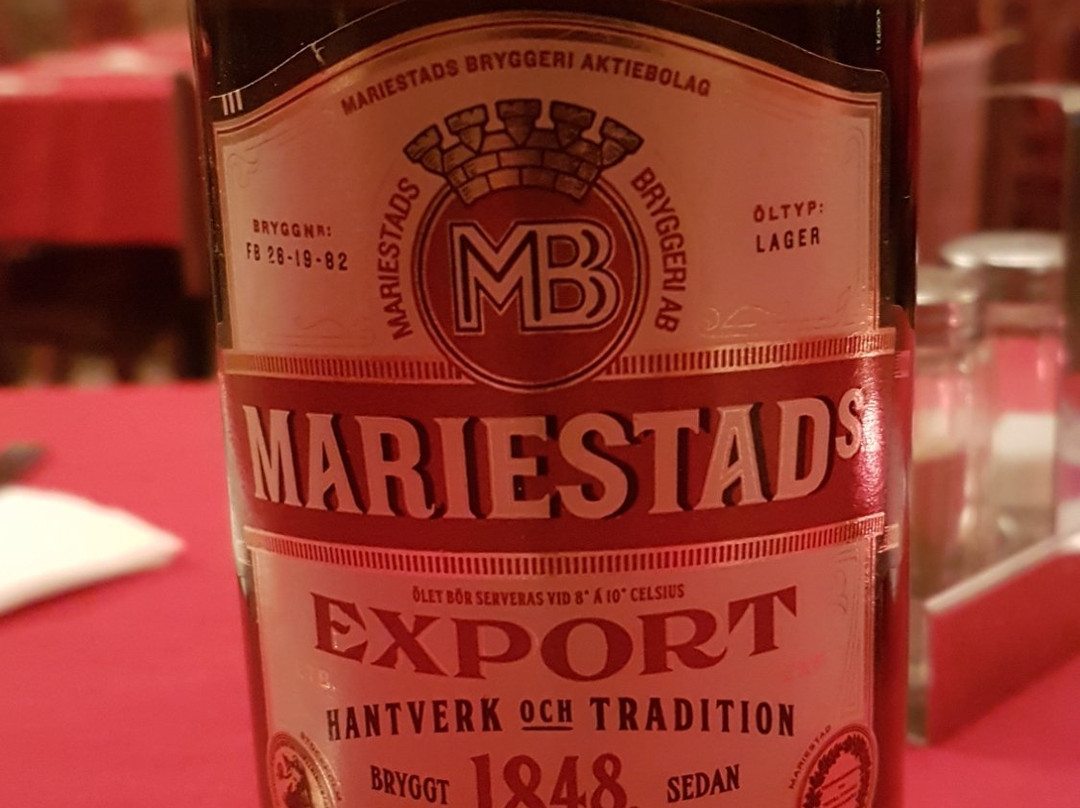 MARIESTADS BRYGGERI AKTIEBOLAG
MARIESTADS BRYGGERI AB
MB
BRYGGNR:
FB 28-19-82
ÖLTYP:
LAGER
MARIESTADS
ÖLET BÖR SERVERAS VID 8° Á 10° CELSIUS
EXPORT
HANTVERK OCH TRADITION
BRYGGT 1848 SEDAN
MARIESTAD